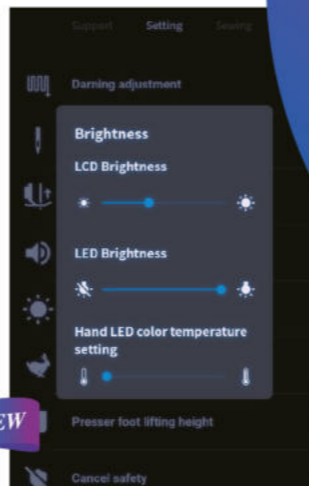 Support Setting Sewing
Darning adjustment
Brightness
LCD Brightness
LED Brightness
Hand LED color temperature
setting
EW
Presser foot lifting height
Cancel safety